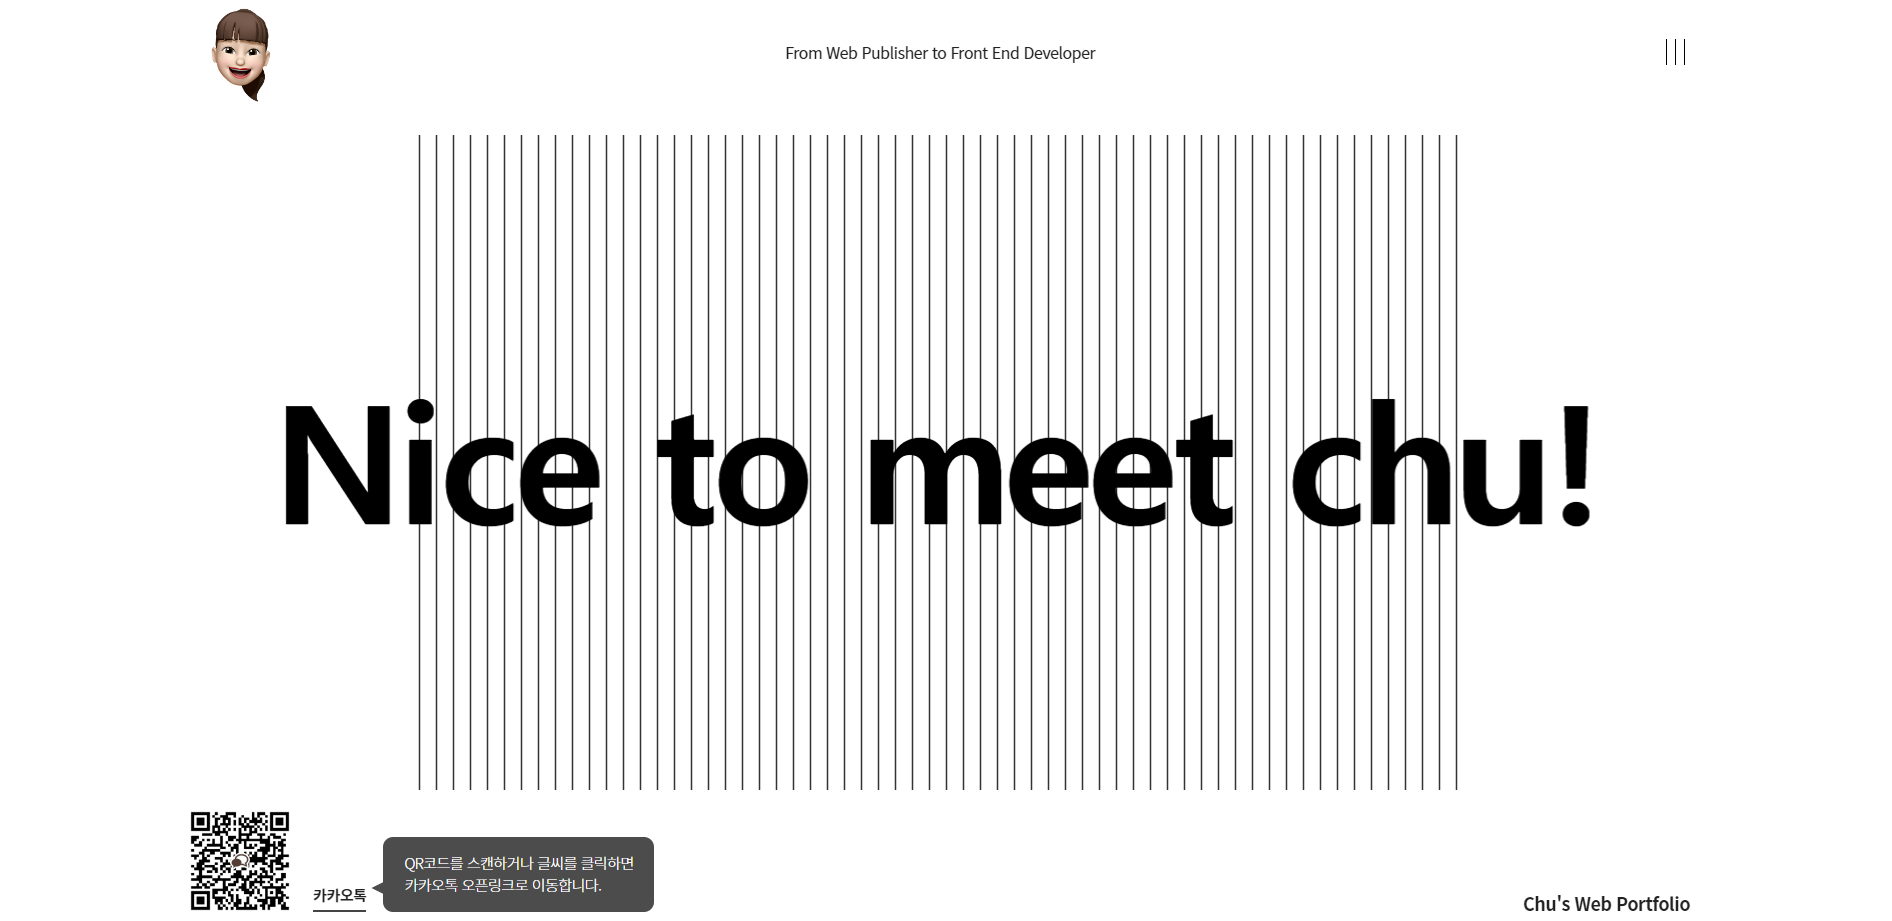 From Web Publisher to Front End Developer
Nice to meet chu!
QR코드를 스캔하거나 글씨를 클릭하면
카카오톡 오픈링크로 이동합니다.
카카오톡
Chu's Web Portfolio